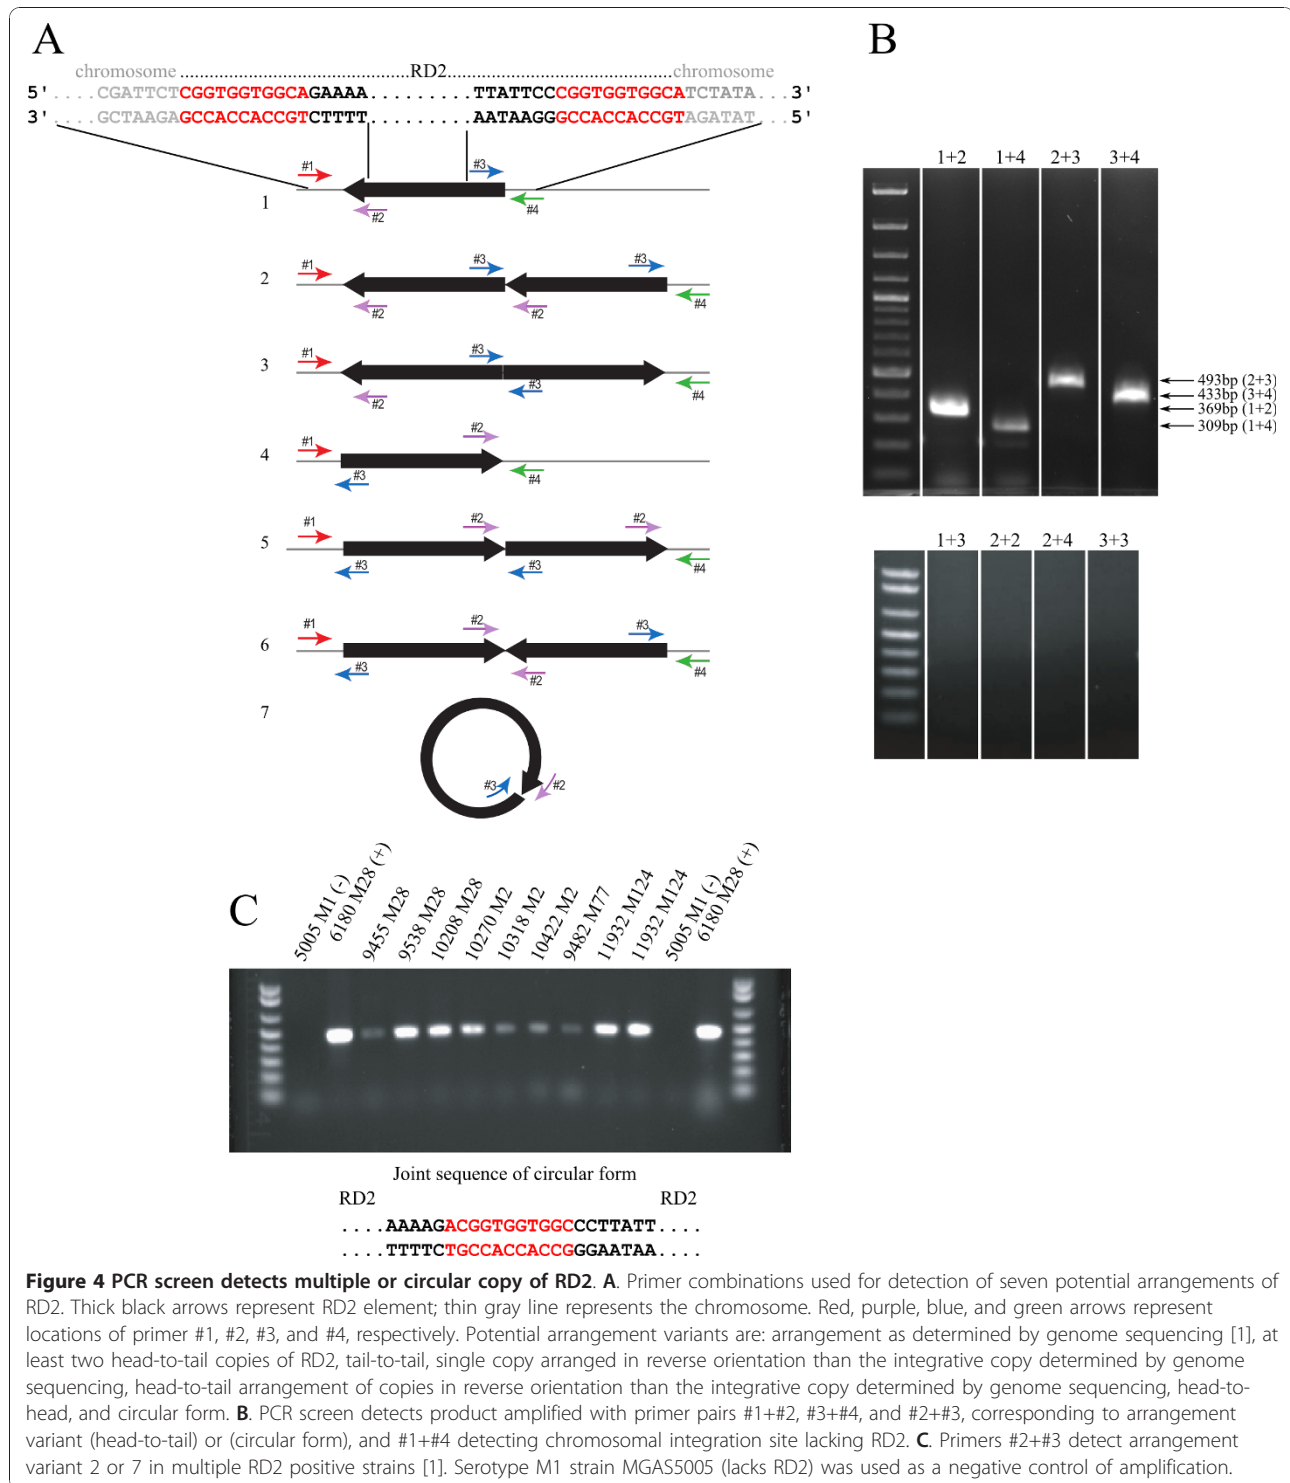 A
B
chromosome..........................................RD2..........................................chromosome
5'....CGATTCTCGGTGGTGGCAGAAAA.........TTATTCCCGGTGGTGGCATCTATA...3'
3'....GCTAAGAGCCACCACCGTCTTTT.........AATAAGGGCCACCACCGTAGATAT...5'
1+2 1+4 2+3 3+4
#1 #3
1
#2 #4
#1 #3 #3
2
#2 #2 #4
#1 #3
3
#2 #3 #4
493bp (2+3)
433bp (3+4)
369bp (1+2)
309bp (1+4)
#1 #2
4
#3 #4
#1 #2 #2
5
#3 #3 #4
1+3 2+2 2+4 3+3
#1 #2 #3
6
#3 #2 #4
7
#3 #2
C
5005 M1 (-)
6180 M28 (+)
9455 M28
9538 M28
10208 M28
10270 M2
10318 M2
10422 M2
9482 M77
11932 M124
11932 M124
5005 M1 (-)
6180 M28 (+)
Joint sequence of circular form
RD2 RD2
....AAAAGACGGTGGTGGCCCTTATT....
....TTTTCTGCCACCACCGGGAATAA....
Figure 4 PCR screen detects multiple or circular copy of RD2. A. Primer combinations used for detection of seven potential arrangements of
RD2. Thick black arrows represent RD2 element; thin gray line represents the chromosome. Red, purple, blue, and green arrows represent
locations of primer #1, #2, #3, and #4, respectively. Potential arrangement variants are: arrangement as determined by genome sequencing [1], at
least two head-to-tail copies of RD2, tail-to-tail, single copy arranged in reverse orientation than the integrative copy determined by genome
sequencing, head-to-tail arrangement of copies in reverse orientation than the integrative copy determined by genome sequencing, head-to-
head, and circular form. B. PCR screen detects product amplified with primer pairs #1+#2, #3+#4, and #2+#3, corresponding to arrangement
variant (head-to-tail) or (circular form), and #1+#4 detecting chromosomal integration site lacking RD2. C. Primers #2+#3 detect arrangement
variant 2 or 7 in multiple RD2 positive strains [1]. Serotype M1 strain MGAS5005 (lacks RD2) was used as a negative control of amplification.